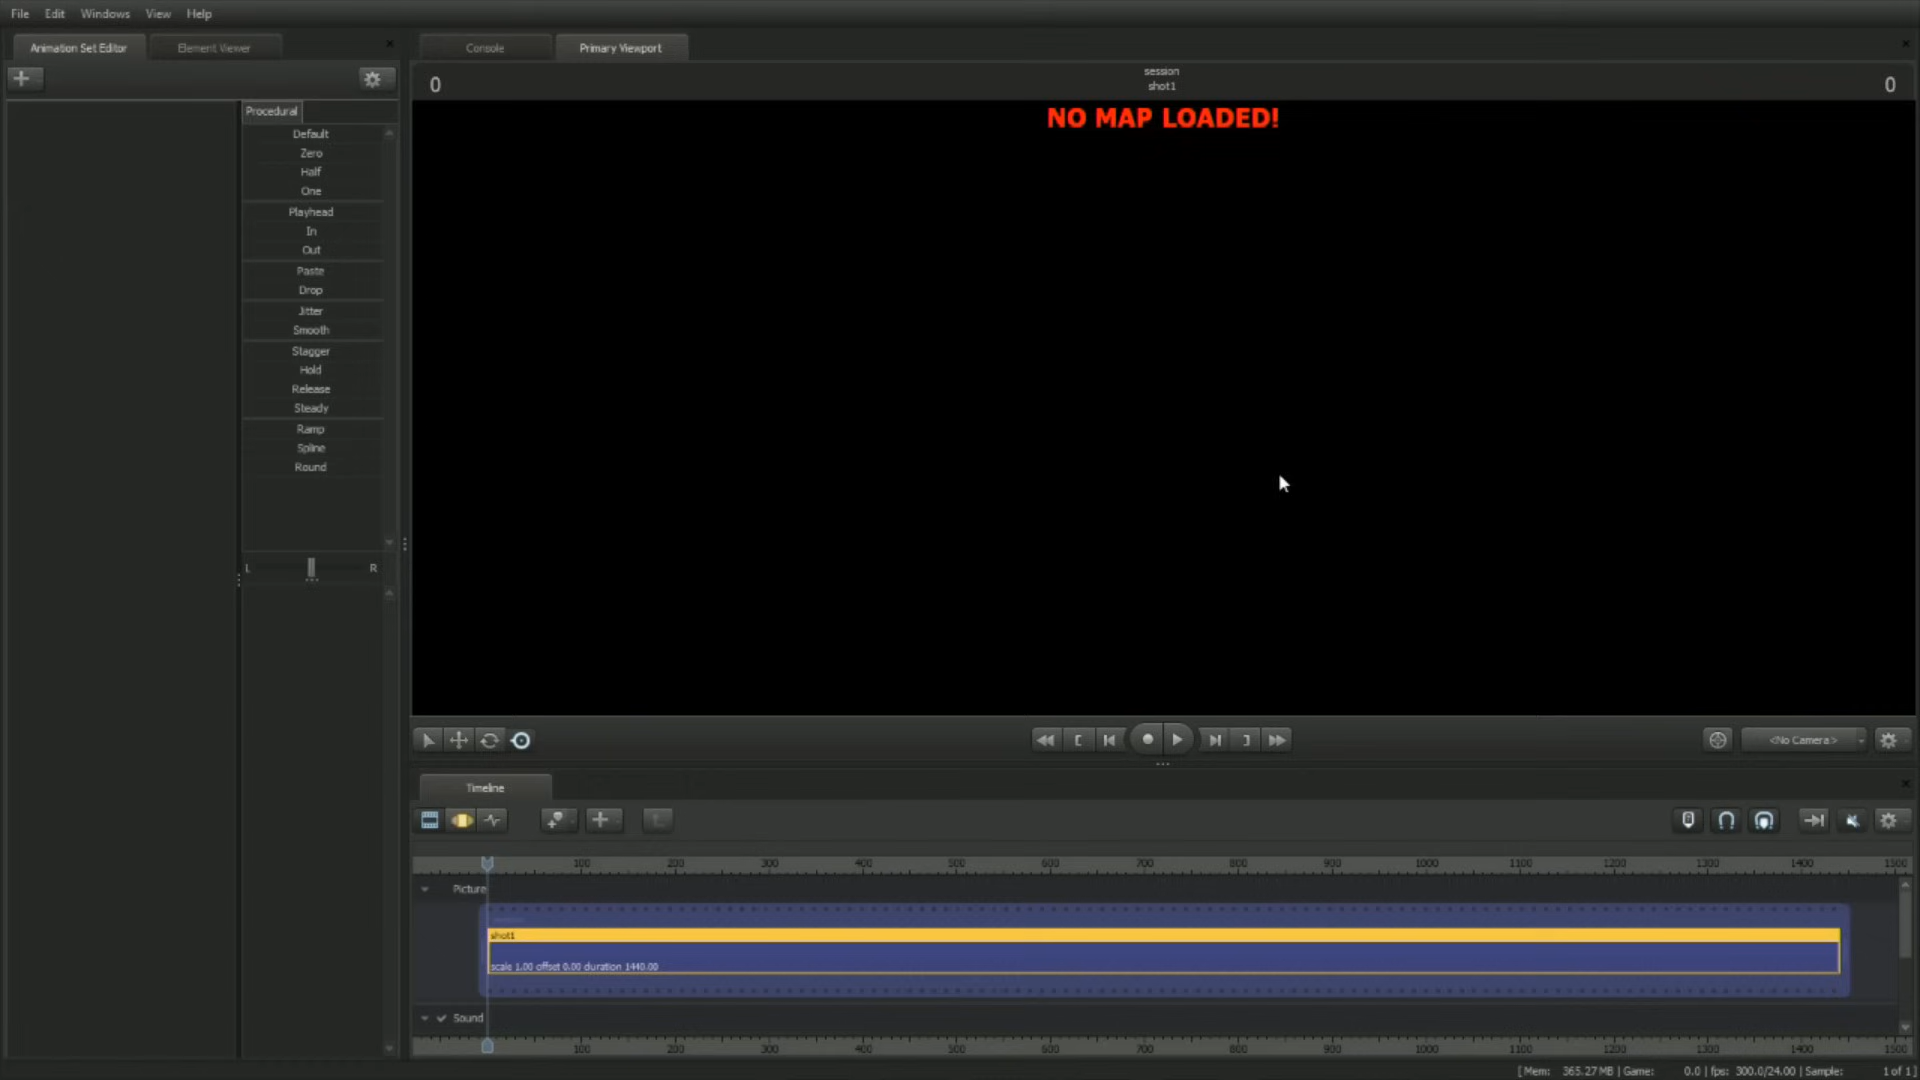 File Edit Windows View Help
Animation Set Editor Element Viewer
Console Primary Viewport
0
session
shot1
0
NO MAP LOADED!
Procedural
Default
Zero
Half
One
Playhead
In
Out
Paste
Drop
Jitter
Smooth
Stagger
Hold
Release
Steady
Ramp
Spline
Round
L R
<No Camera>
Timeline
100 200 300 400 500 600 700 800 900 1000 1100 1200 1300 1400 1500
Picture
shot1
scale 1.00 offset 0.00 duration 1440.00
Sound
100 200 300 400 500 600 700 800 900 1000 1100 1200 1300 1400 1500
[ Mem: 365.27 MB | Game: 0.0 | fps: 300.0/24.00 | Sample: 1 of 1 ]